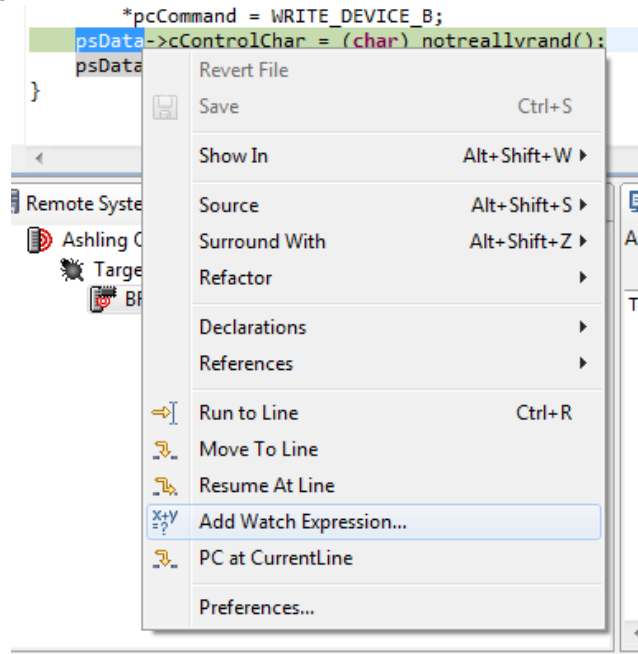 *pcCommand = WRITE_DEVICE_B;
psData->cControlChar = (char) notreallyrand();
psData
}
Revert File
Save Ctrl+S
Show In Alt+Shift+W
Source Alt+Shift+S
Surround With Alt+Shift+Z
Refactor
Declarations
References
Run to Line Ctrl+R
Move To Line
Resume At Line
Add Watch Expression...
PC at CurrentLine
Preferences...
Remote Syste
Ashling
Targe